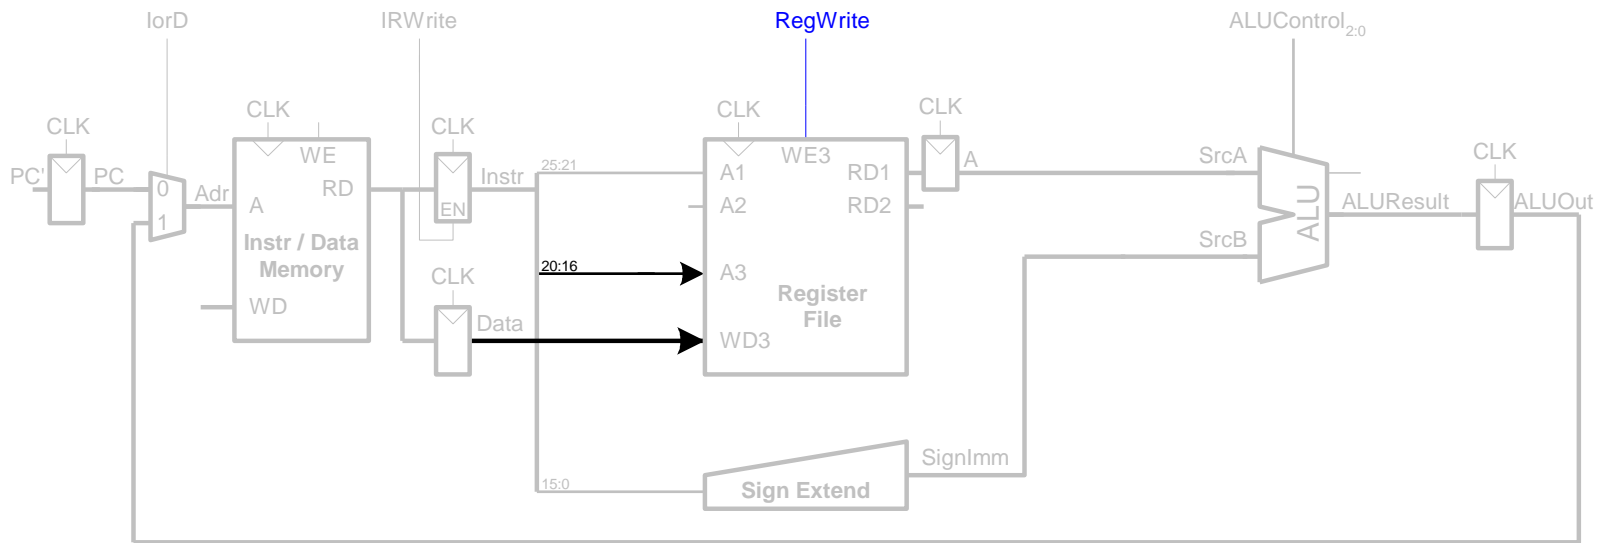 IorD
IRWrite
RegWrite
ALUControl2:0
CLK
CLK
CLK
CLK
CLK
CLK
CLK
PC'
PC
0
1
Adr
WE
RD
A
Instr / Data
Memory
WD
EN
Instr
CLK
Data
25:21
20:16
15:0
WE3
A1
RD1
A2
RD2
A3
Register
File
WD3
A
SrcA
SrcB
ALU
ALUResult
ALUOut
SignImm
Sign Extend